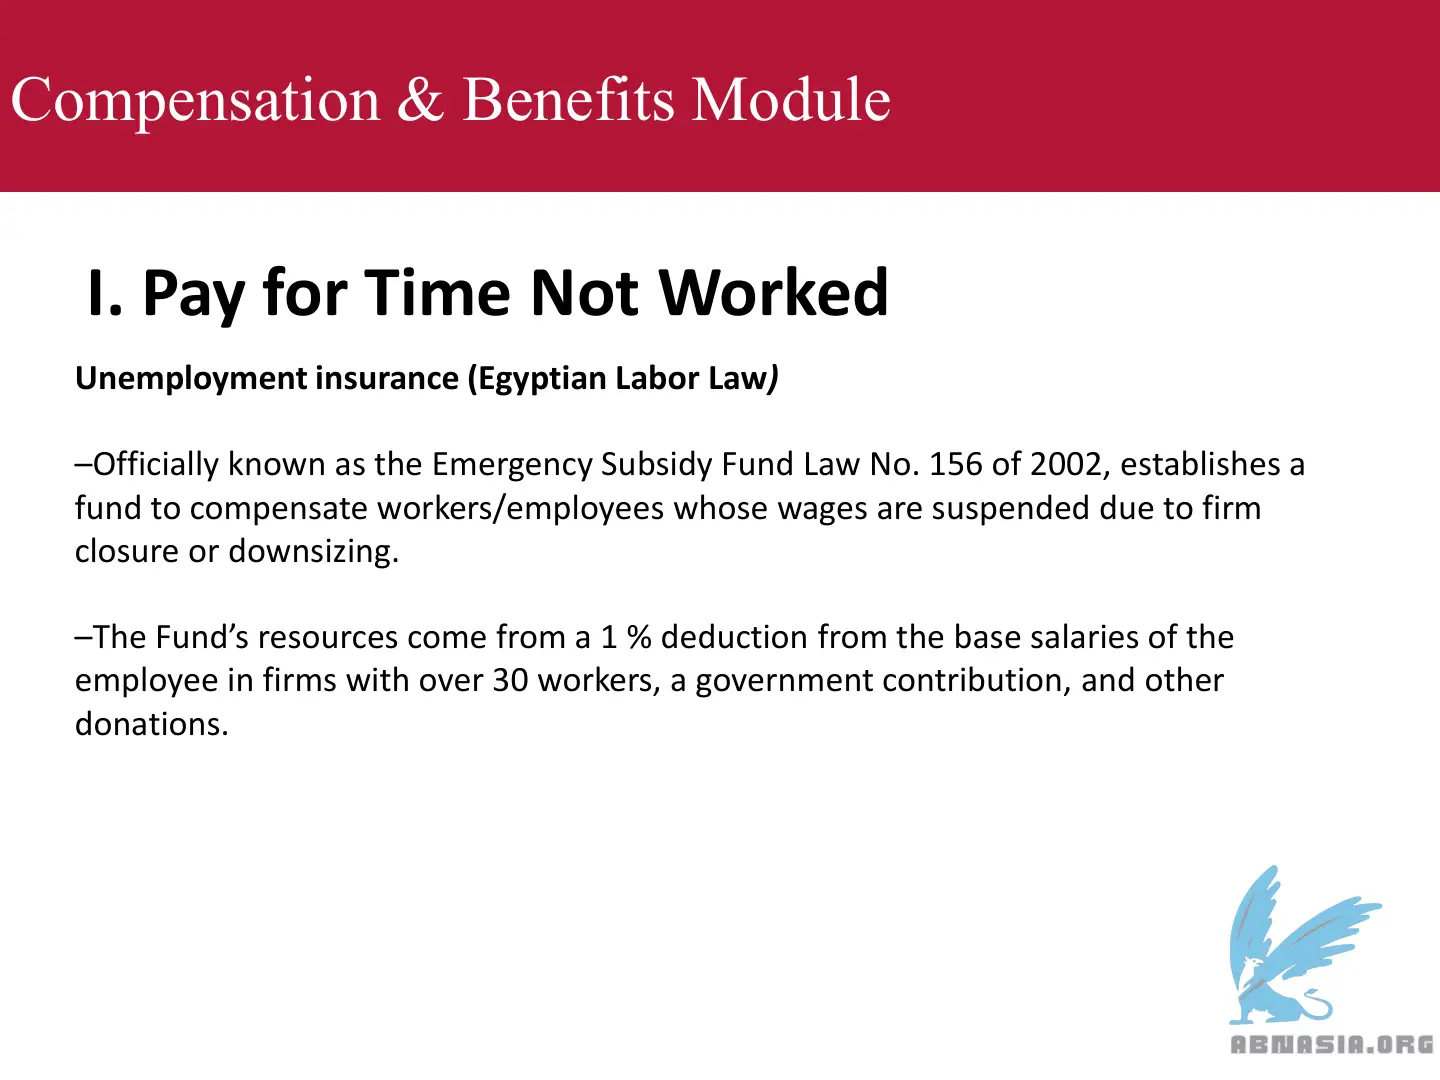 Compensation & Benefits Module
I. Pay for Time Not Worked
Unemployment insurance (Egyptian Labor Law)
–Officially known as the Emergency Subsidy Fund Law No. 156 of 2002, establishes a
fund to compensate workers/employees whose wages are suspended due to firm
closure or downsizing.
–The Fund’s resources come from a 1 % deduction from the base salaries of the
employee in firms with over 30 workers, a government contribution, and other
donations.
ABNASIA.ORG